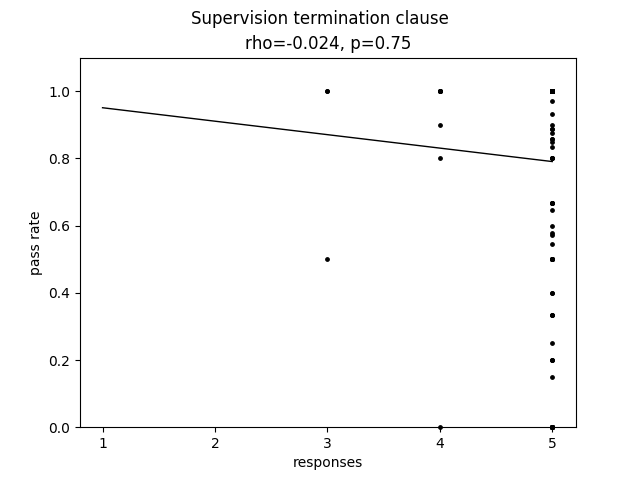 Supervision termination clause
rho=-0.024, p=0.75
1.0
0.8
0.6
0.4
0.2
0.0
pass rate
1 2 3 4 5
responses